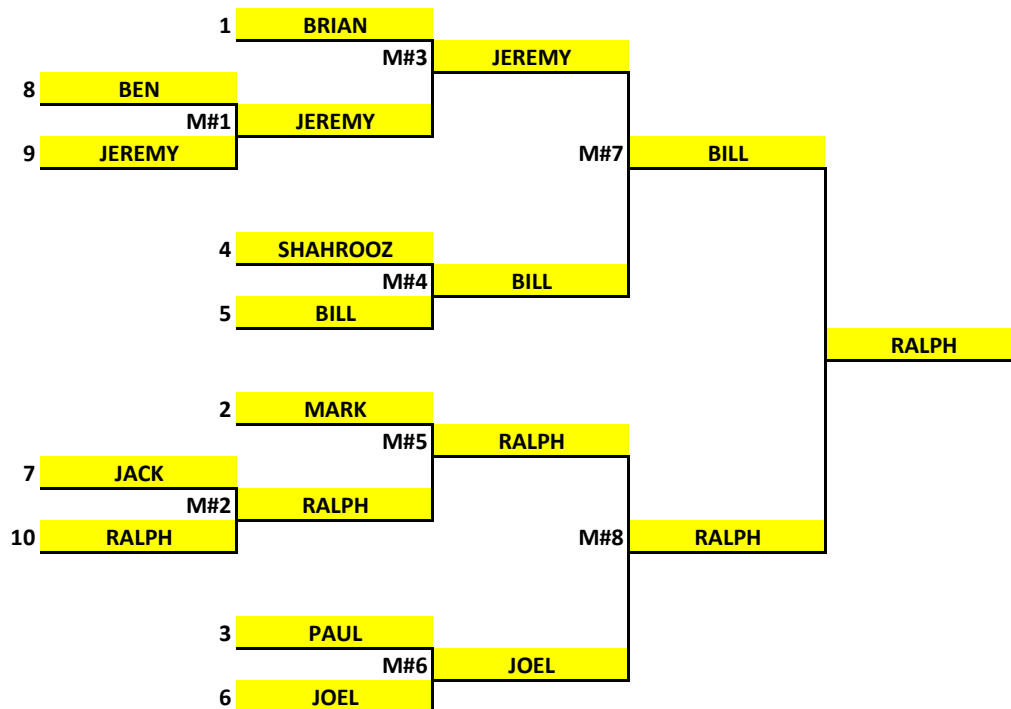 1 BRIAN
M#3 JEREMY
8 BEN
M#1 JEREMY
9 JEREMY
M#7 BILL
4 SHAHROOZ
M#4 BILL
5 BILL
RALPH
2 MARK
M#5 RALPH
7 JACK
M#2 RALPH
10 RALPH
M#8 RALPH
3 PAUL
M#6 JOEL
6 JOEL